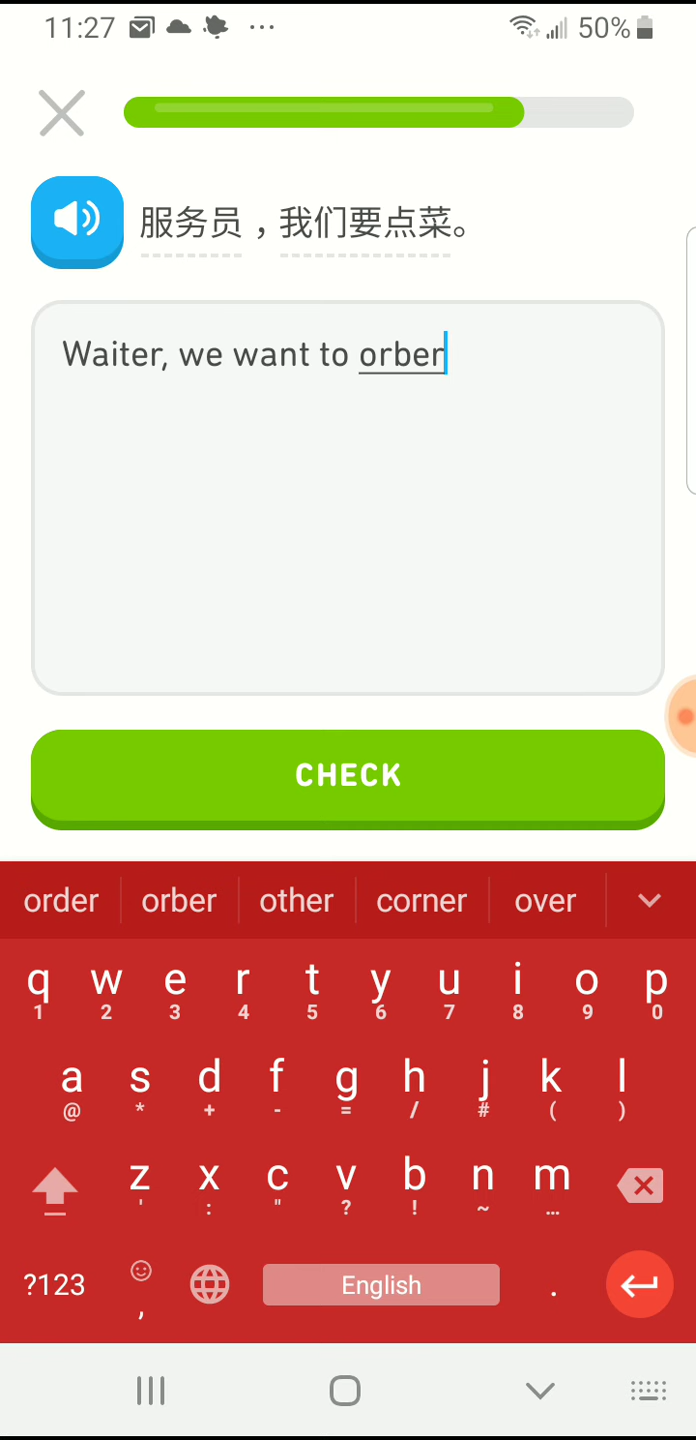 11:27 ... 50%
服务员，我们要点菜。
Waiter, we want to orber
CHECK
order orber other corner over
q w e r t y u i o p
1 2 3 4 5 6 7 8 9 0
a s d f g h j k l
@ * + - = / # ( )
z x c v b n m
' : " ? ! ~ ...
?123 , English .